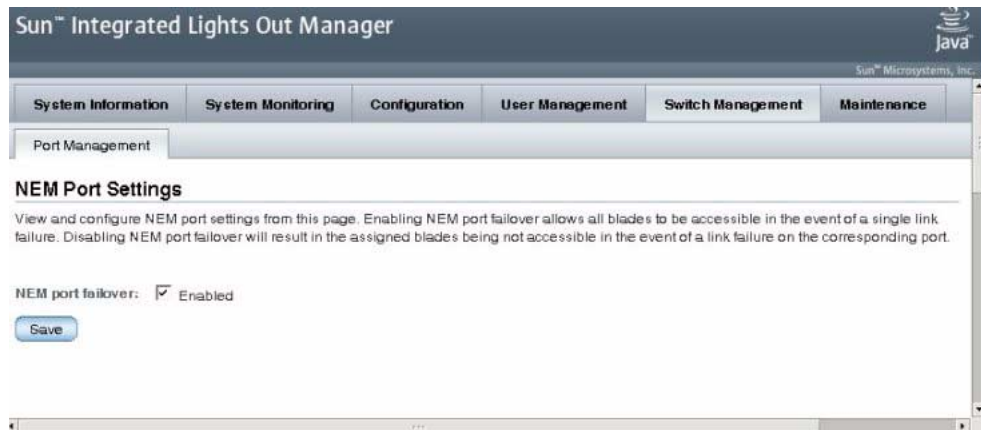 Sun™ Integrated Lights Out Manager
Java™
Sun™ Microsystems, Inc.
System Information
System Monitoring
Configuration
User Management
Switch Management
Maintenance
Port Management
NEM Port Settings
View and configure NEM port settings from this page. Enabling NEM port failover allows all blades to be accessible in the event of a single link
failure. Disabling NEM port failover will result in the assigned blades being not accessible in the event of a link failure on the corresponding port.
NEM port failover: Enabled
Save